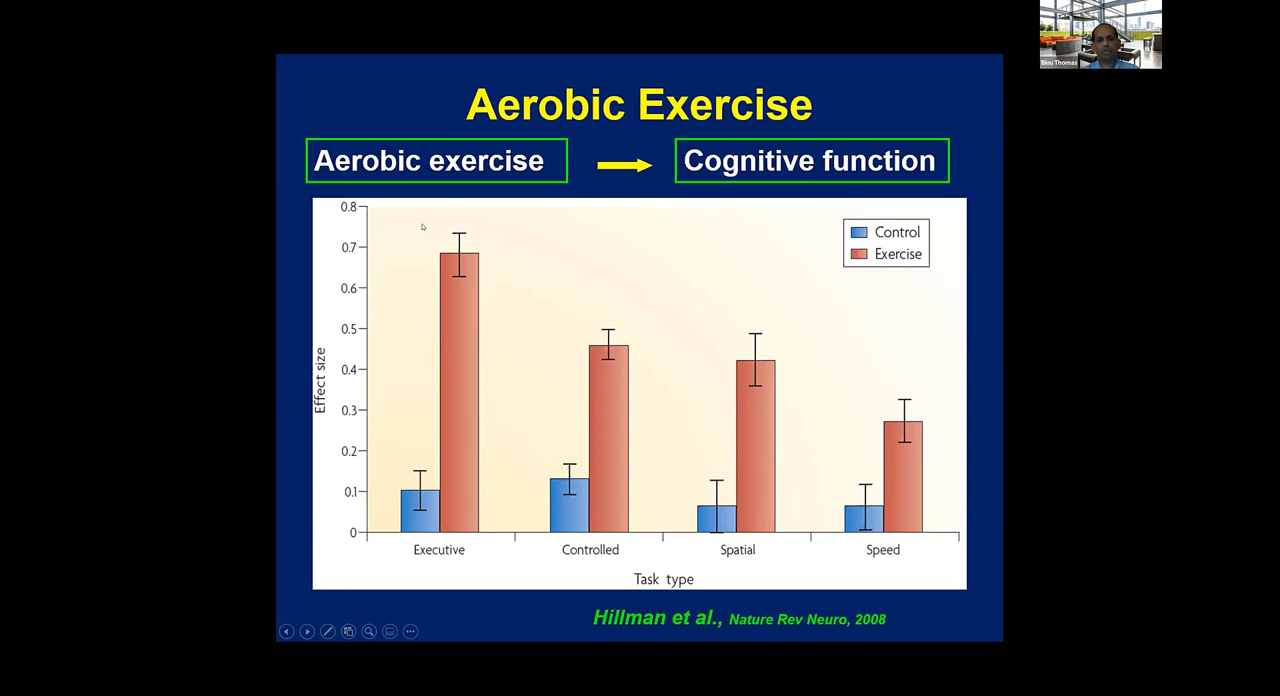 Binu Thomas
Aerobic Exercise
Aerobic exercise
Cognitive function
0.8
0.7
0.6
0.5
0.4
0.3
0.2
0.1
0
Effect size
Control
Exercise
Executive
Controlled
Spatial
Speed
Task type
Hillman et al., Nature Rev Neuro, 2008